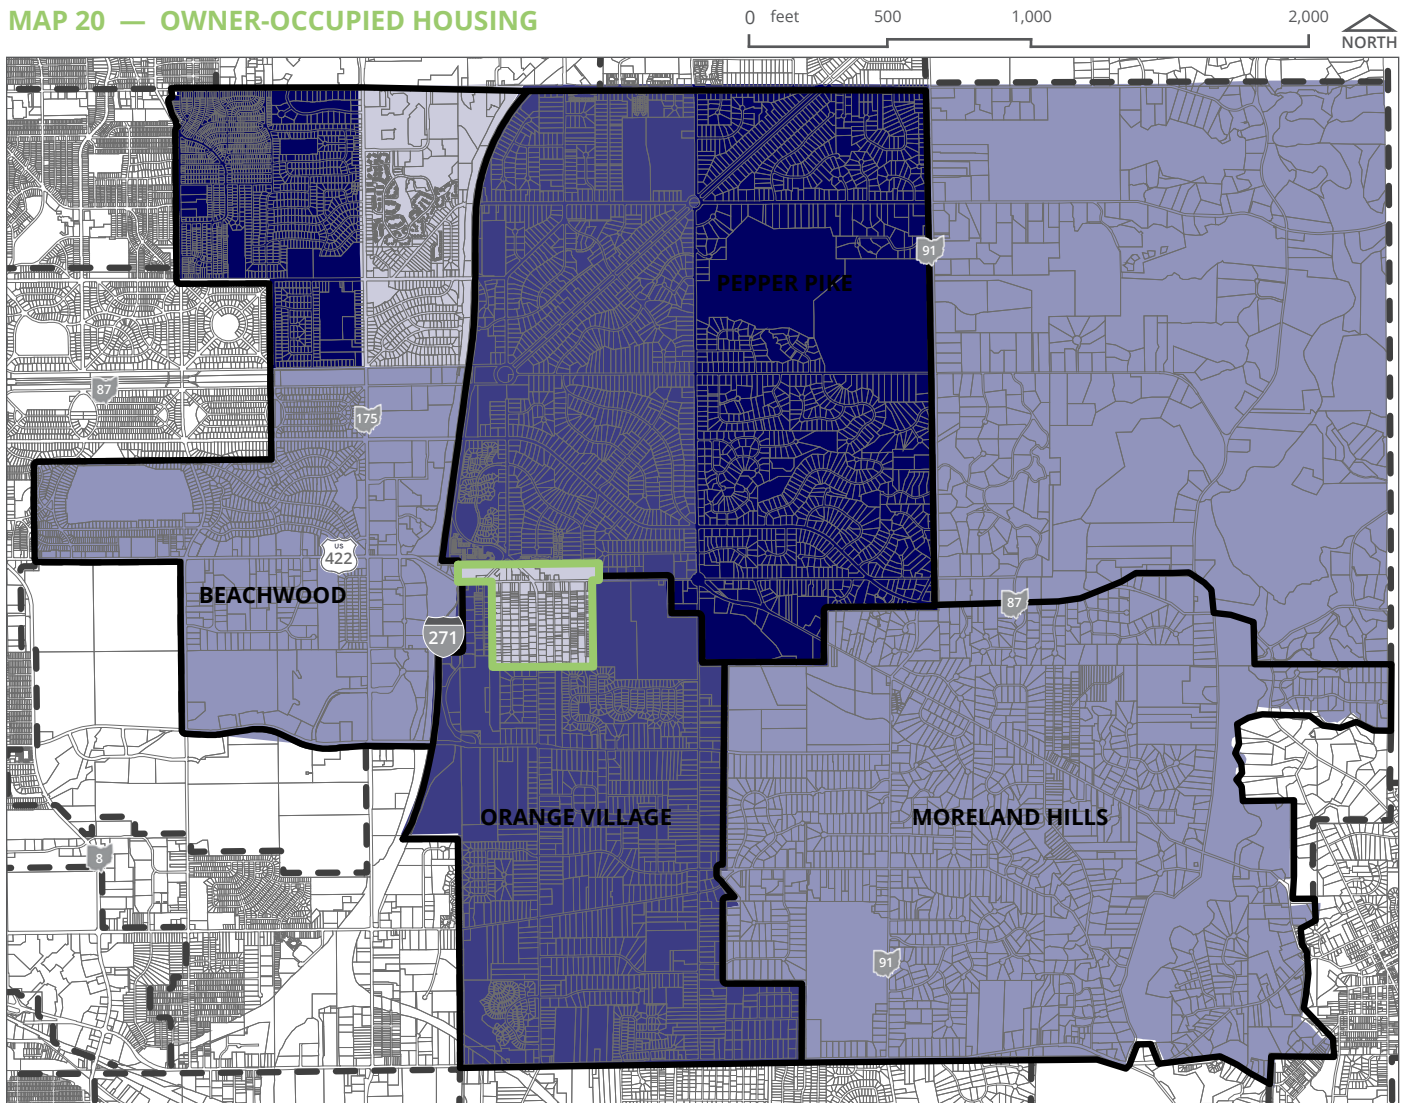 MAP 20 — OWNER-OCCUPIED HOUSING
0 feet 500 1,000 2,000
NORTH
91
PEPPER PIKE
87
175
US
422
BEACHWOOD
87
271
ORANGE VILLAGE
MORELAND HILLS
8
91